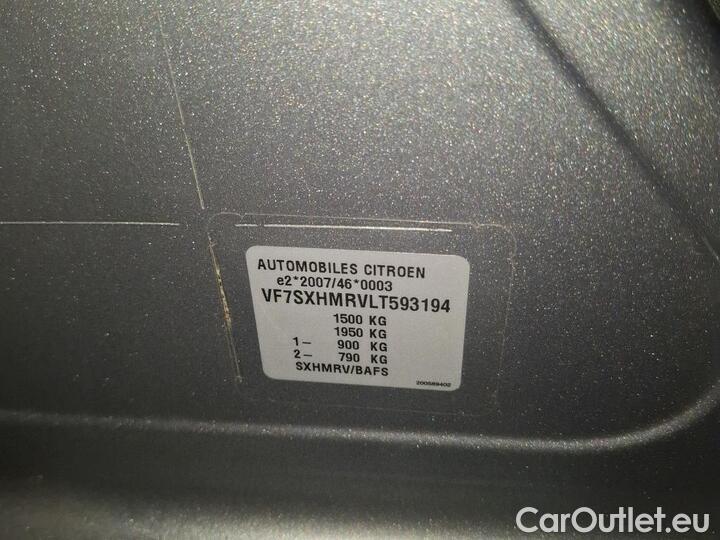 AUTOMOBILES CITROEN
e2*2007/46*0003
VF7SXHMRVLT593194
1500 KG
1950 KG
1– 900 KG
2– 790 KG
SXHMRV/BAFS
200589402
CarOutlet.eu